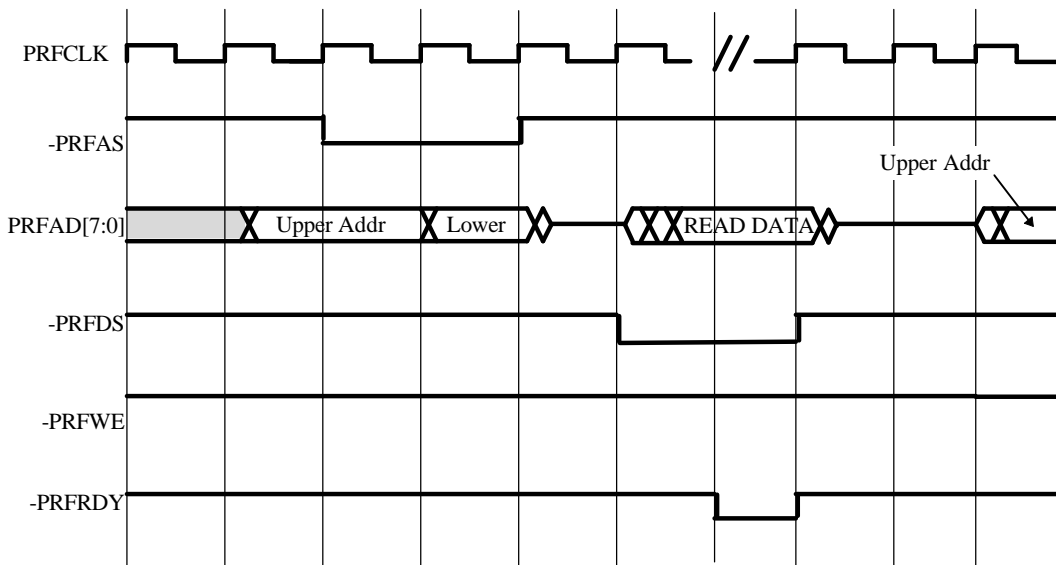 PRFCLK
-PRFAS
Upper Addr
PRFAD[7:0]
Upper Addr
Lower
READ DATA
-PRFDS
-PRFWE
-PRFRDY